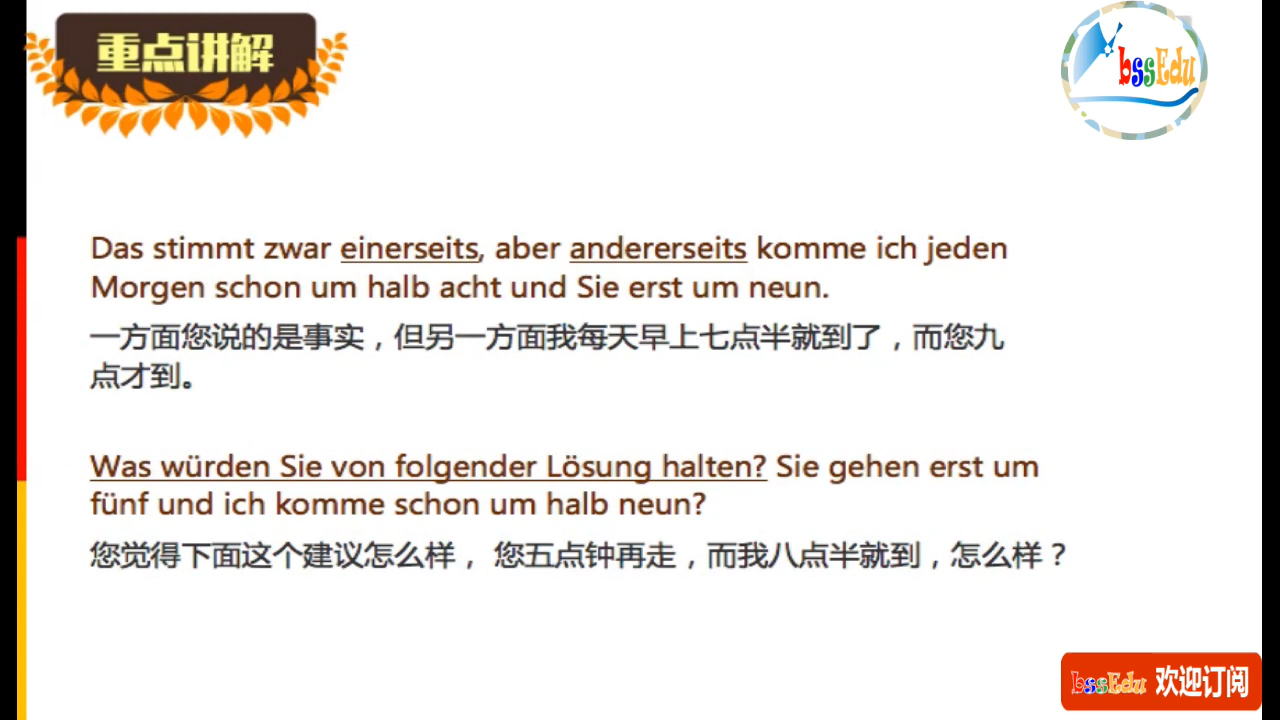 重点讲解
bssEdu
Das stimmt zwar einerseits, aber andererseits komme ich jeden
Morgen schon um halb acht und Sie erst um neun.
一方面您说的是事实，但另一方面我每天早上七点半就到了，而您九
点才到。
Was würden Sie von folgender Lösung halten? Sie gehen erst um
fünf und ich komme schon um halb neun?
您觉得下面这个建议怎么样， 您五点钟再走，而我八点半就到，怎么样？
bssEdu 欢迎订阅